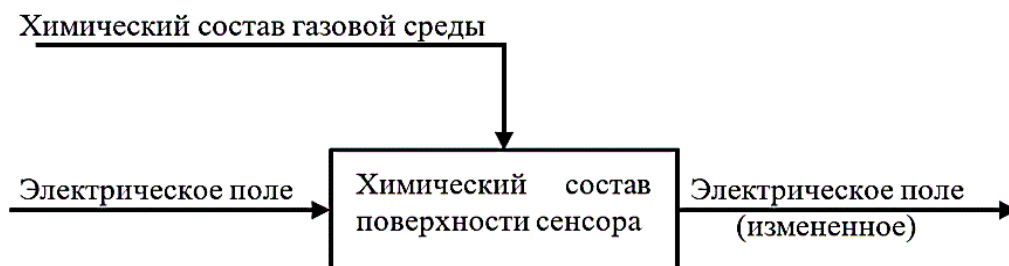 Химический состав газовой среды
Электрическое поле
Химический состав
поверхности сенсора
Электрическое поле
(измененное)